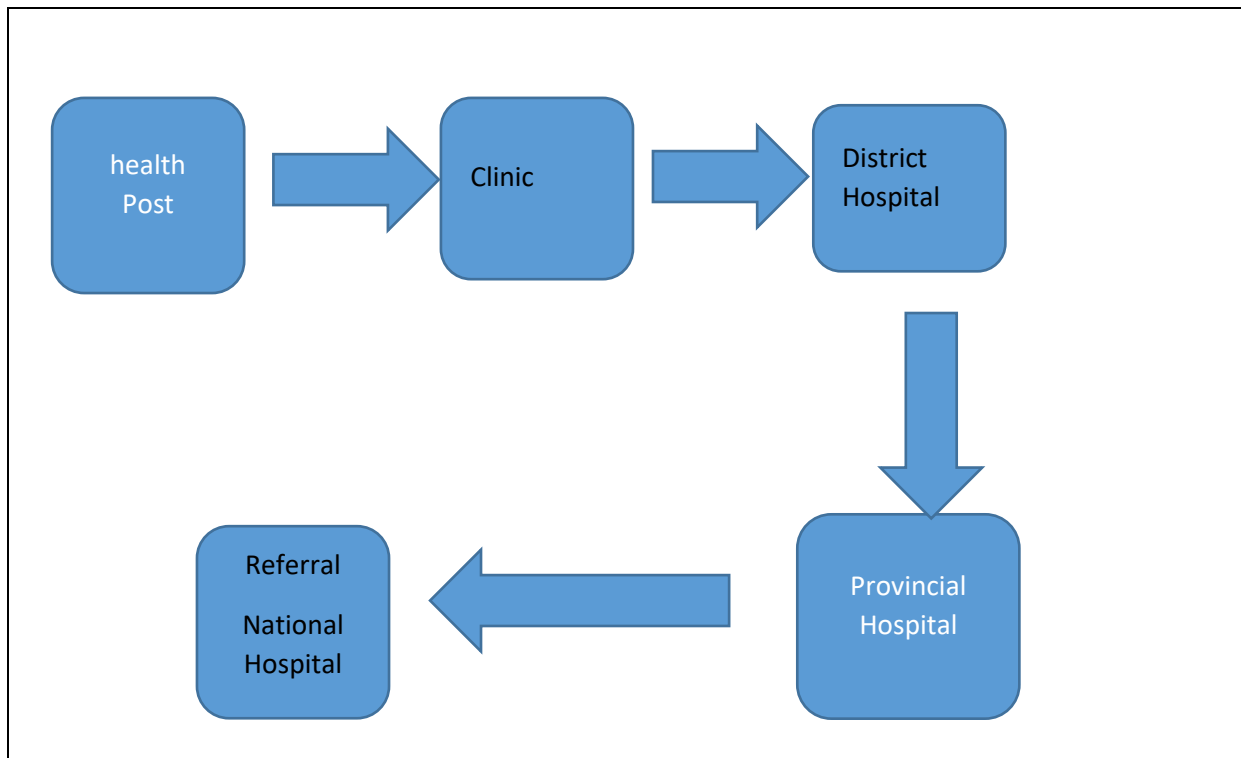 health
Post
Clinic
District
Hospital
Provincial
Hospital
Referral
National
Hospital